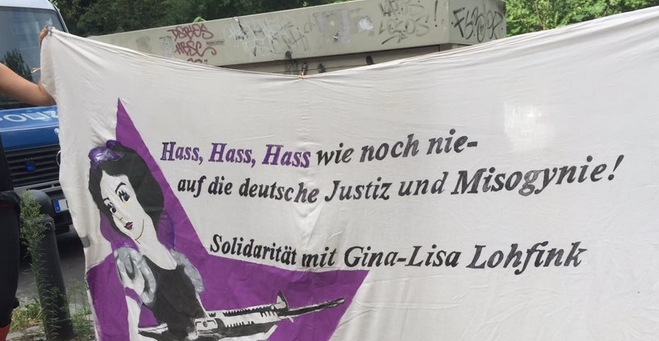 Hass, Hass, Hass wie noch nie-
auf die deutsche Justiz und Misogynie!
Solidarität mit Gina-Lisa Lohfink